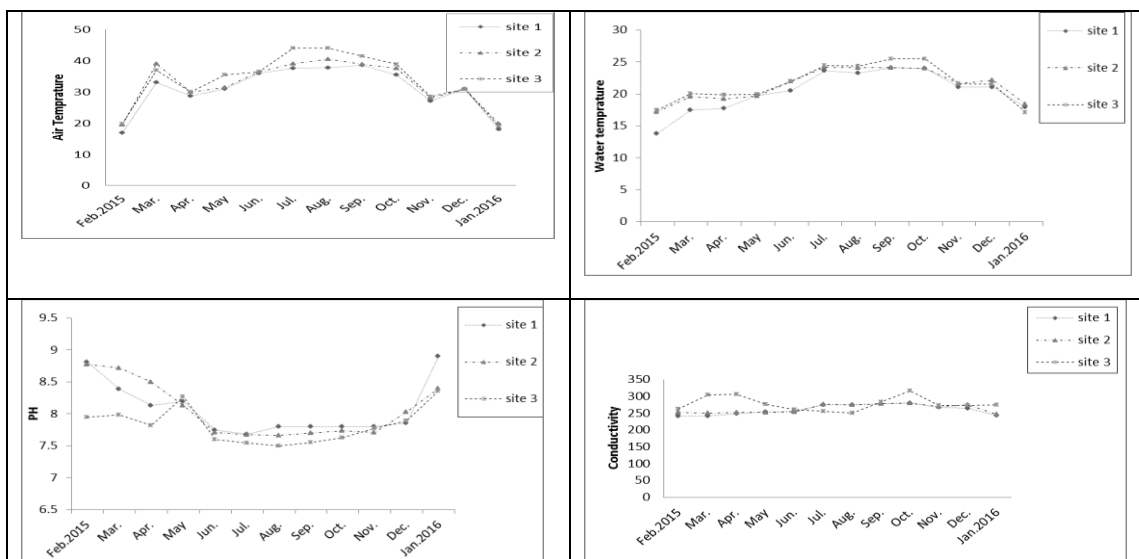 50
40
30
20
10
0
Air Temprature
Feb.2015
Mar.
Apr.
May
Jun.
Jul.
Aug.
Sep.
Oct.
Nov.
Dec.
Jan.2016
site 1
site 2
site 3
30
25
20
15
10
5
0
Water temprature
Feb.2015
Mar.
Apr.
May
Jun.
Jul.
Aug.
Sep.
Oct.
Nov.
Dec.
Jan.2016
site 1
site 2
site 3
9.5
9
8.5
8
7.5
7
6.5
PH
Feb.2015
Mar.
Apr.
May
Jun.
Jul.
Aug.
Sep.
Oct.
Nov.
Dec.
Jan.2016
site 1
site 2
site 3
350
300
250
200
150
100
50
0
Conductivity
Feb.2015
Mar.
Apr.
May
Jun.
Jul.
Aug.
Sep.
Oct.
Nov.
Dec.
Jan.2016
site 1
site 2
site 3